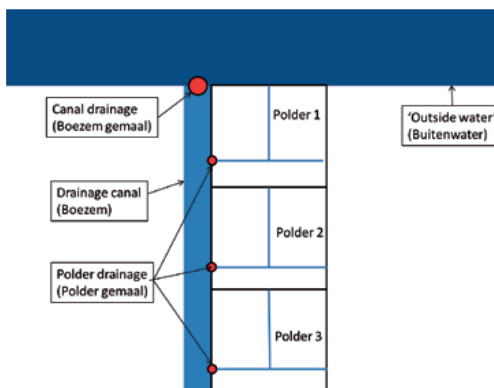 Canal drainage
(Boezem gemaal)
Polder 1
'Outside water'
(Buitenwater)
Drainage canal
(Boezem)
Polder 2
Polder drainage
(Polder gemaal)
Polder 3